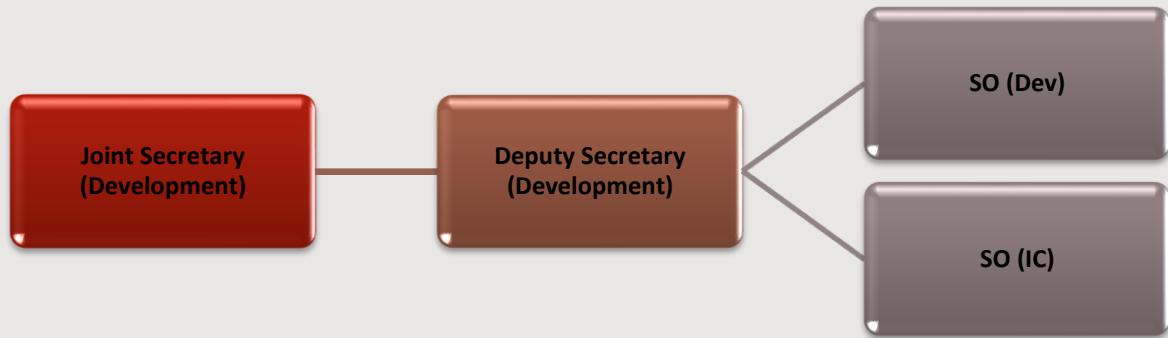 Joint Secretary
(Development)
Deputy Secretary
(Development)
SO (Dev)
SO (IC)